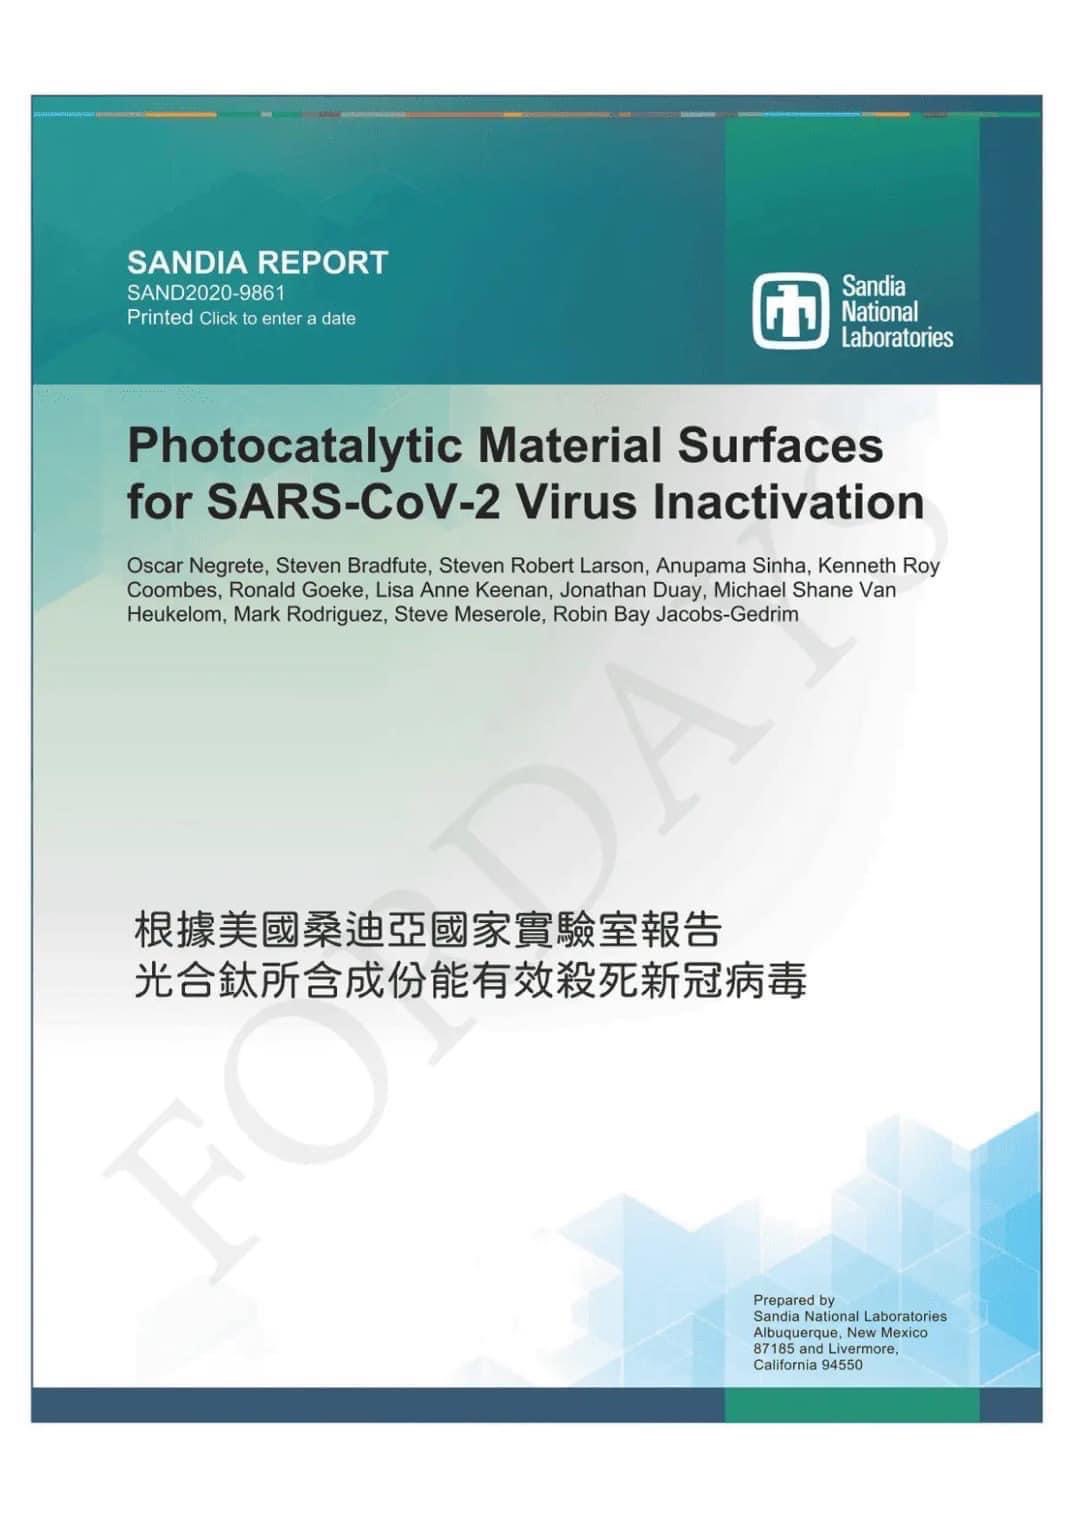 SANDIA REPORT
SAND2020-9861
Printed Click to enter a date
Sandia
National
Laboratories
Photocatalytic Material Surfaces
for SARS-CoV-2 Virus Inactivation
Oscar Negrete, Steven Bradfute, Steven Robert Larson, Anupama Sinha, Kenneth Roy
Coombes, Ronald Goeke, Lisa Anne Keenan, Jonathan Duay, Michael Shane Van
Heukelom, Mark Rodriguez, Steve Meserole, Robin Bay Jacobs-Gedrim
FORDAYS
根據美國桑迪亞國家實驗室報告
光合鈦所含成份能有效殺死新冠病毒
Prepared by
Sandia National Laboratories
Albuquerque, New Mexico
87185 and Livermore,
California 94550